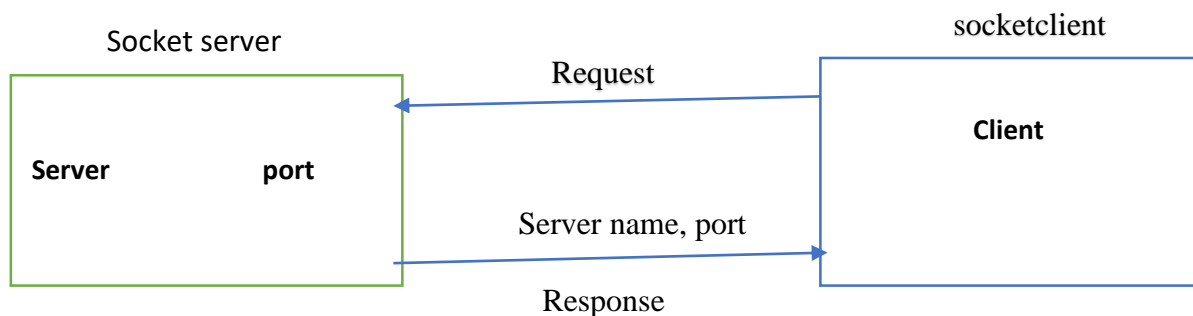 Socket server
socketclient
Request
Client
Server port
Server name, port
Response